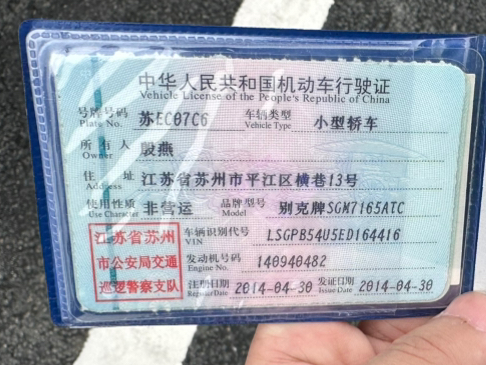 中华人民共和国机动车行驶证
Vehicle License of the People's Republic of China
号牌号码 Plate No. 苏EC07C6 车辆类型 Vehicle Type 小型轿车
所有人 Owner 殷燕
住址 Address 江苏省苏州市平江区横巷13号
使用性质 Use Character 非营运 品牌型号 Model 别克牌SGM7165ATC
江苏省苏州市公安局交通巡逻警察支队
车辆识别代号 VIN LSGPB54U5ED164416
发动机号码 Engine No. 140940482
注册日期 Register Date 2014-04-30 发证日期 Issue Date 2014-04-30